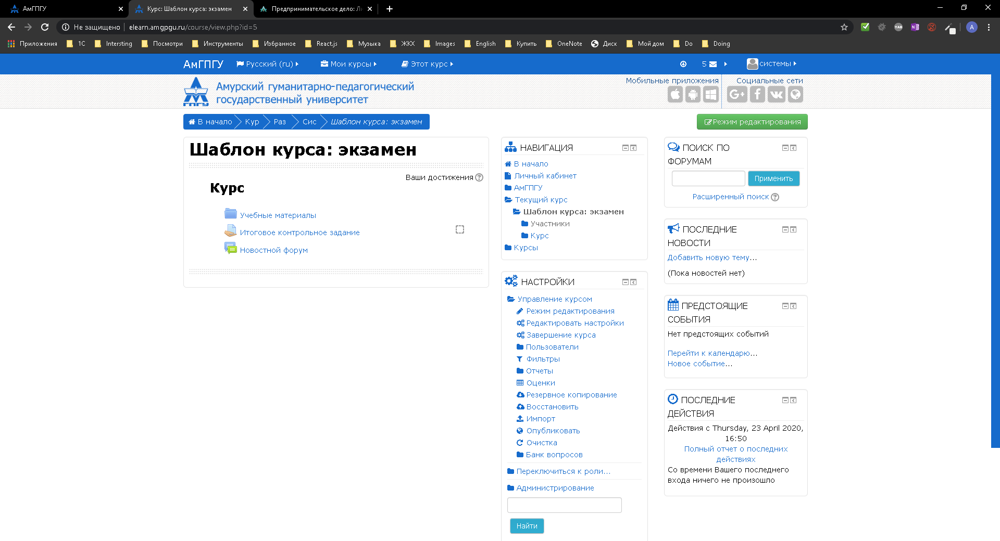 АмГПГУ
Курс: Шаблон курса: экзамен
Предпринимательское дело: Ли
Не защищено
elearn.amgpgu.ru/course/view.php?id=5
Приложения
1C
Intersting
Посмотри
Инструменты
Избранное
React.js
Музыка
ЖКХ
Images
English
Купить
OneNote
Диск
Мой дом
Do
Doing
АмГПГУ
Русский (ru)
Мои курсы
Этот курс
5
системы
Амурский гуманитарно-педагогический
государственный университет
Мобильные приложения
Социальные сети
В начало
Кур
Раз
Сис
Шаблон курса: экзамен
Режим редактирования
Шаблон курса: экзамен
Ваши достижения
Курс
Учебные материалы
Итоговое контрольное задание
Новостной форум
НАВИГАЦИЯ
В начало
Личный кабинет
АмГПГУ
Текущий курс
Шаблон курса: экзамен
Участники
Курс
Курсы
НАСТРОЙКИ
Управление курсом
Режим редактирования
Редактировать настройки
Завершение курса
Пользователи
Фильтры
Отчеты
Оценки
Резервное копирование
Восстановить
Импорт
Опубликовать
Очистка
Банк вопросов
Переключиться к роли...
Администрирование
Найти
ПОИСК ПО
ФОРУМАМ
Применить
Расширенный поиск
ПОСЛЕДНИЕ
НОВОСТИ
Добавить новую тему...
(Пока новостей нет)
ПРЕДСТОЯЩИЕ
СОБЫТИЯ
Нет предстоящих событий
Перейти к календарю...
Новое событие...
ПОСЛЕДНИЕ
ДЕЙСТВИЯ
Действия с Thursday, 23 April 2020,
16:50
Полный отчет о последних
действиях
Со времени Вашего последнего
входа ничего не произошло